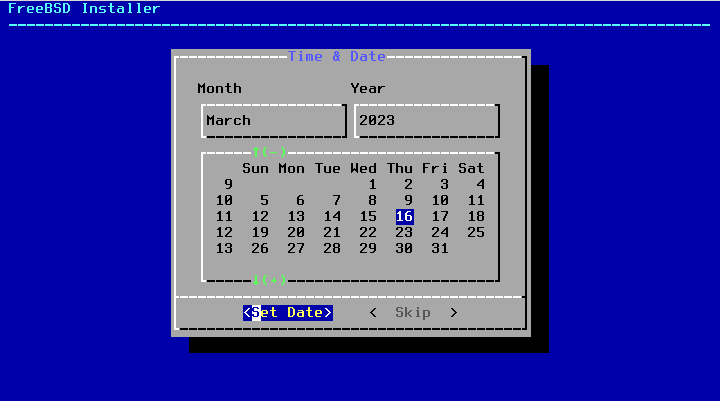 FreeBSD Installer
Time & Date
Month Year
March 2023
↑(-)
Sun Mon Tue Wed Thu Fri Sat
9 1 2 3 4
10 5 6 7 8 9 10 11
11 12 13 14 15 16 17 18
12 19 20 21 22 23 24 25
13 26 27 28 29 30 31
↓(+)
<Set Date> < Skip >